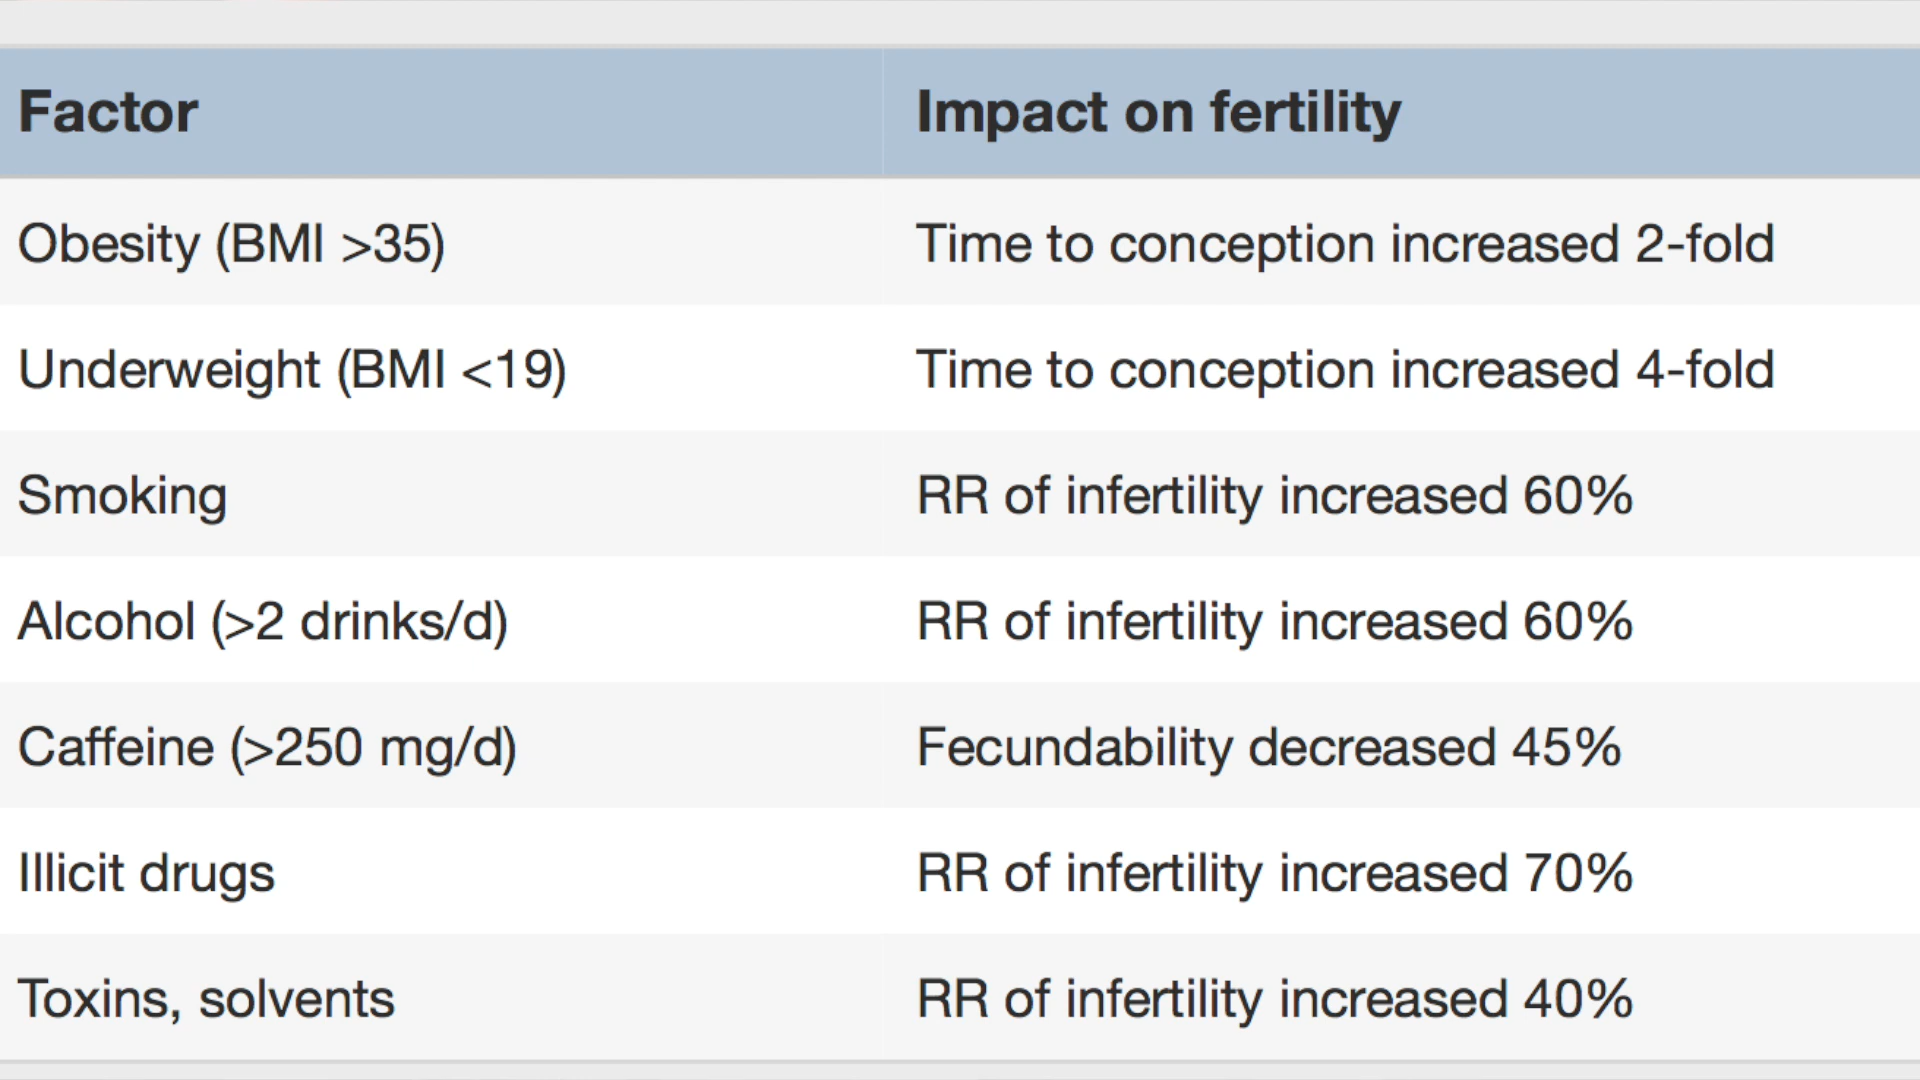 Factor Impact on fertility
Obesity (BMI >35) Time to conception increased 2-fold
Underweight (BMI <19) Time to conception increased 4-fold
Smoking RR of infertility increased 60%
Alcohol (>2 drinks/d) RR of infertility increased 60%
Caffeine (>250 mg/d) Fecundability decreased 45%
Illicit drugs RR of infertility increased 70%
Toxins, solvents RR of infertility increased 40%